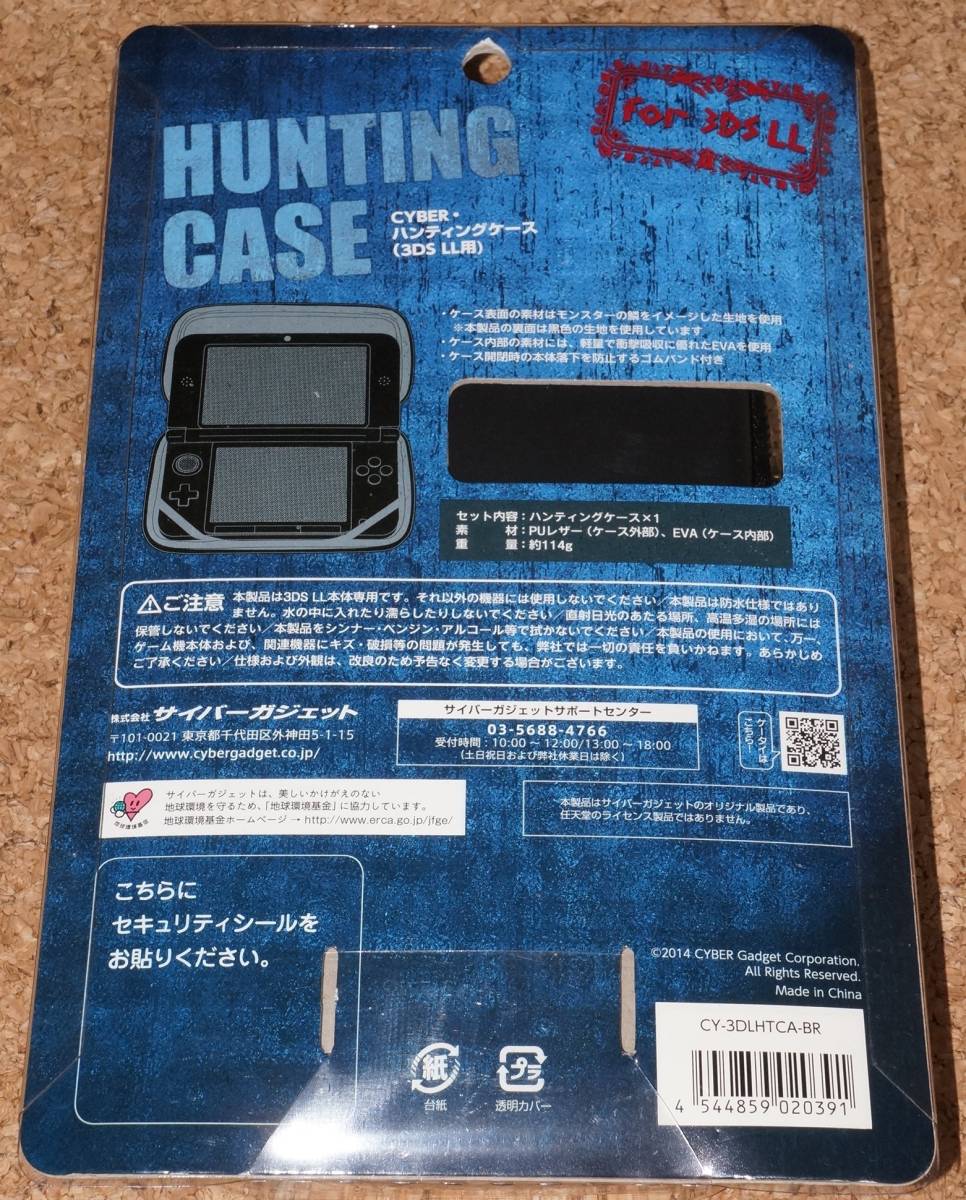 HUNTING
CASE
for 3DS LL
CYBER・
ハンティングケース
(3DS LL用)
・ケース表面の素材はモンスターの鱗をイメージした生地を使用
※本製品の裏面は黒色の生地を使用しています
・ケース内部の素材には、軽量で衝撃吸収に優れたEVAを使用
・ケース開閉時の本体落下を防止するゴムバンド付き
セット内容：ハンティングケース×1
素 材：PUレザー（ケース外部）、EVA（ケース内部）
重 量：約114g
⚠ご注意 本製品は3DS LL本体専用です。それ以外の機器には使用しないでください／本製品は防水仕様ではあり
ません。水の中に入れたり濡らしたりしないでください／直射日光のあたる場所、高温多湿の場所には
保管しないでください／本製品をシンナー・ベンジン・アルコール等で拭かないでください／本製品の使用において、万一、
ゲーム機本体および、関連機器にキズ・破損等の問題が発生しても、弊社では一切の責任を負いかねます。あらかじめ
ご了承ください／仕様および外観は、改良のため予告なく変更する場合がございます。
株式会社 サイバーガジェット
〒101-0021 東京都千代田区外神田5-1-15
http://www.cybergadget.co.jp/
サイバーガジェットサポートセンター
03-5688-4766
受付時間：10:00 ~ 12:00/13:00 ~ 18:00
(土日祝日および弊社休業日は除く)
ケータイは
こちら
地球環境基金
サイバーガジェットは、美しいかけがえのない
地球環境を守るため、「地球環境基金」に協力しています。
地球環境基金ホームページ → http://www.erca.go.jp/jfge/
本製品はサイバーガジェットのオリジナル製品であり、
任天堂のライセンス製品ではありません。
こちらに
セキュリティシールを
お貼りください。
©2014 CYBER Gadget Corporation.
All Rights Reserved.
Made in China
紙
台紙
プラ
透明カバー
CY-3DLHTCA-BR
4 544859 020391